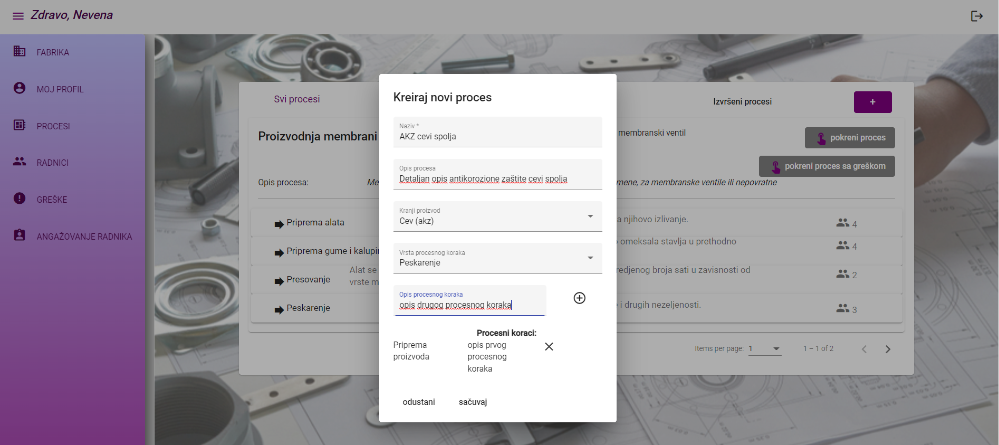 Zdravo, Nevena
FABRIKA
MOJ PROFIL
PROCESI
RADNICI
GREŠKE
ANGAŽOVANJE RADNIKA
Svi procesi
Izvršeni procesi
+
Proizvodnja membrani
membranski ventil
pokreni proces
pokreni proces sa greškom
Opis procesa:
mene, za membranske ventile ili nepovratne
Priprema alata
a njihovo izlivanje.
4
Priprema gume i kalupir
omeksala stavlja u prethodno
4
Presovanje
Alat se
vrste m
redjenog broja sati u zavisnosti od
2
Peskarenje
e i drugih nezeljenosti.
3
Items per page:
1
1 – 1 of 2
Kreiraj novi proces
Naziv *
AKZ cevi spolja
Opis procesa
Detaljan opis antikorozione zaštite cevi spolja
Kranji proizvod
Cev (akz)
Vrsta procesnog koraka
Peskarenje
Opis procesnog koraka
opis drugog procesnog koraka
Procesni koraci:
Priprema
proizvoda
opis prvog
procesnog
koraka
odustani
sačuvaj